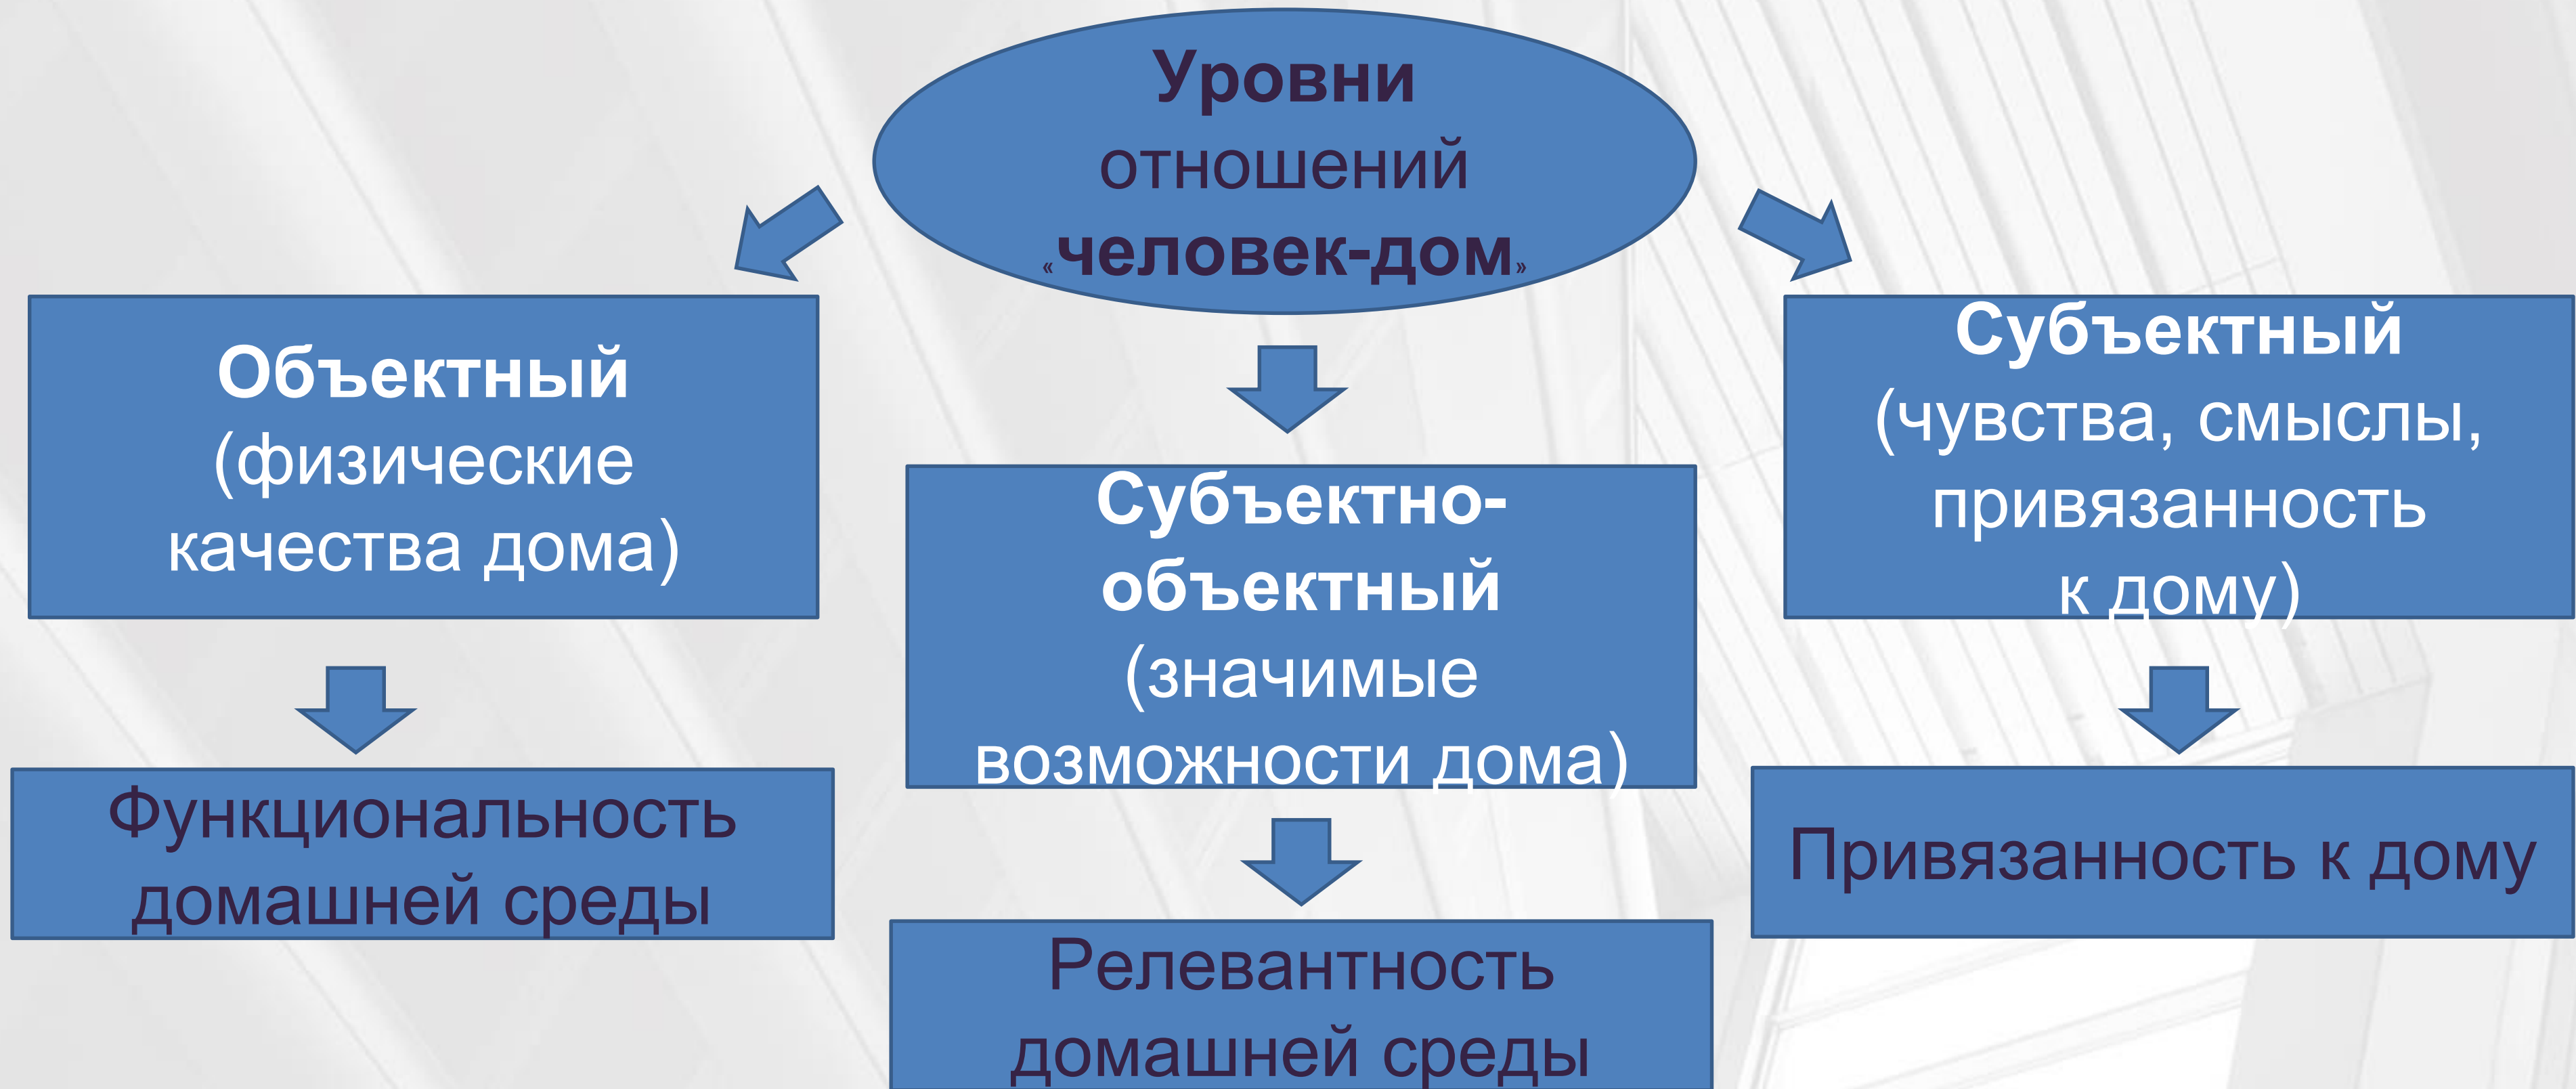 Уровни
отношений
«человек-дом»
Объектный
(физические
качества дома)
Функциональность
домашней среды
Субъектно-
объектный
(значимые
возможности дома)
Релевантность
домашней среды
Субъектный
(чувства, смыслы,
привязанность
к дому)
Привязанность к дому